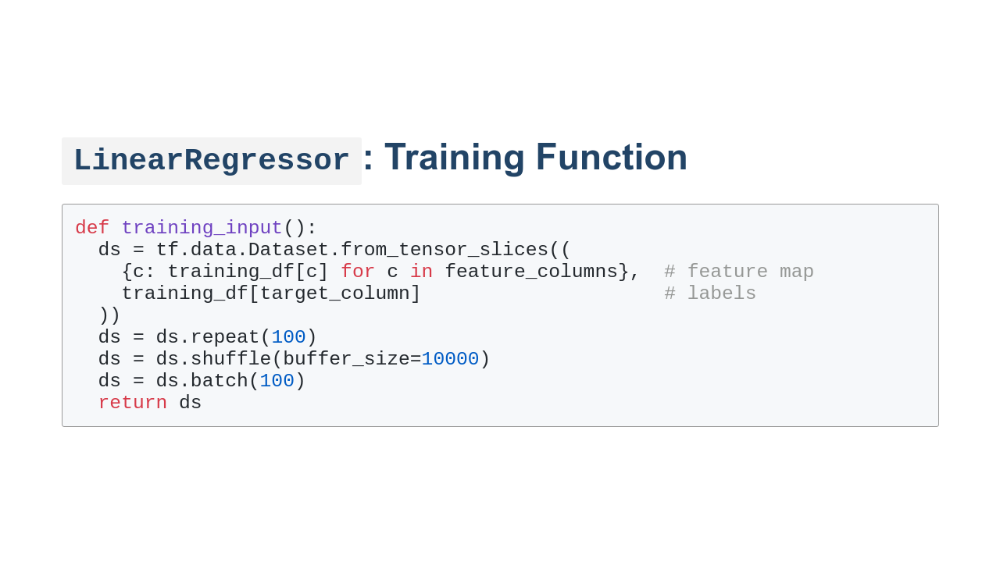 LinearRegressor: Training Function
def training_input():
  ds = tf.data.Dataset.from_tensor_slices((
    {c: training_df[c] for c in feature_columns},  # feature map
    training_df[target_column]                     # labels
  ))
  ds = ds.repeat(100)
  ds = ds.shuffle(buffer_size=10000)
  ds = ds.batch(100)
  return ds